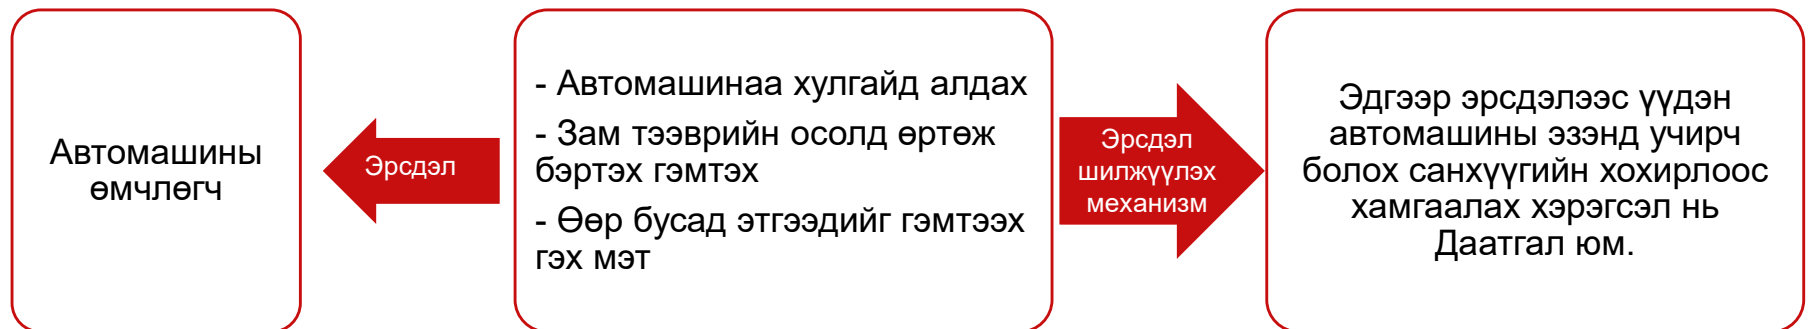 Автомашины
өмчлөгч
Эрсдэл
- Автомашинаа хулгайд алдах
- Зам тээврийн осолд өртөж
бэртэх гэмтэх
- Өөр бусад этгээдийг гэмтээх
гэх мэт
Эрсдэл
шилжүүлэх
механизм
Эдгээр эрсдэлээс үүдэн
автомашины эзэнд учирч
болох санхүүгийн хохирлоос
хамгаалах хэрэгсэл нь
Даатгал юм.